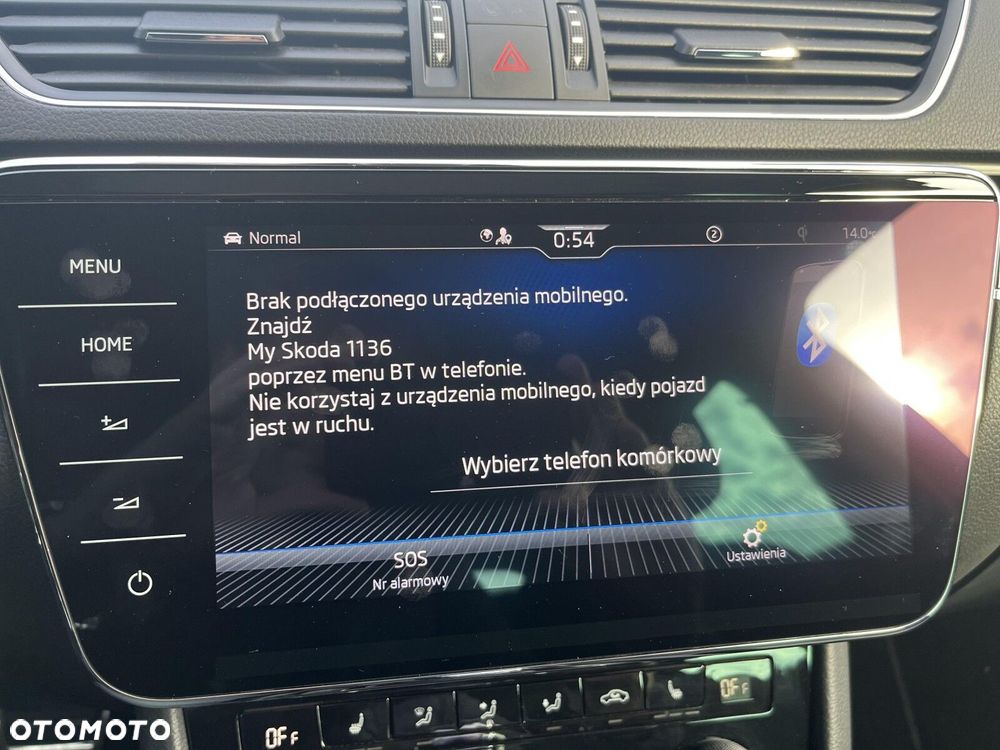 Normal
0:54
2
14.0°C
MENU
HOME
Brak podłączonego urządzenia mobilnego.
Znajdź
My Skoda 1136
poprzez menu BT w telefonie.
Nie korzystaj z urządzenia mobilnego, kiedy pojazd
jest w ruchu.
Wybierz telefon komórkowy
SOS
Nr alarmowy
Ustawienia
OFF
OFF
OTOMOTO